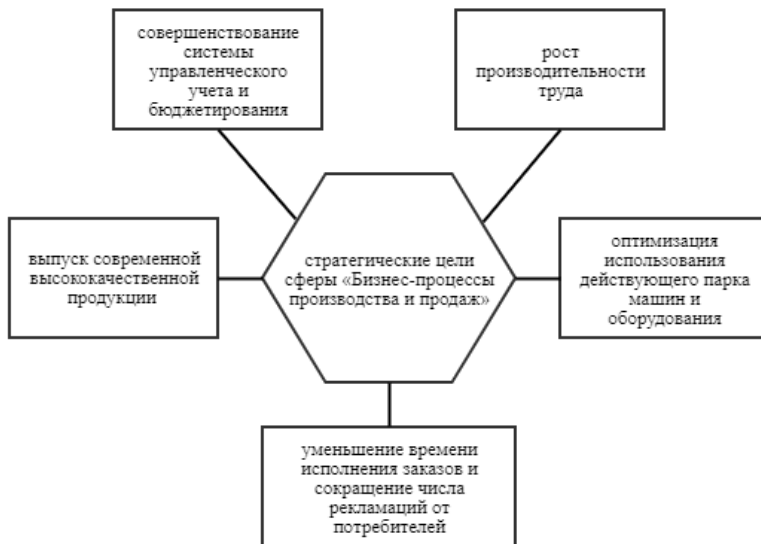 совершенствование
системы
управленческого
учета и
бюджетирования
рост
производительности
труда
выпуск современной
высококачественной
продукции
стратегические цели
сферы «Бизнес-процессы
производства и продаж»
оптимизация
использования
действующего парка
машин и
оборудования
уменьшение времени
исполнения заказов и
сокращение числа
рекламаций от
потребителей